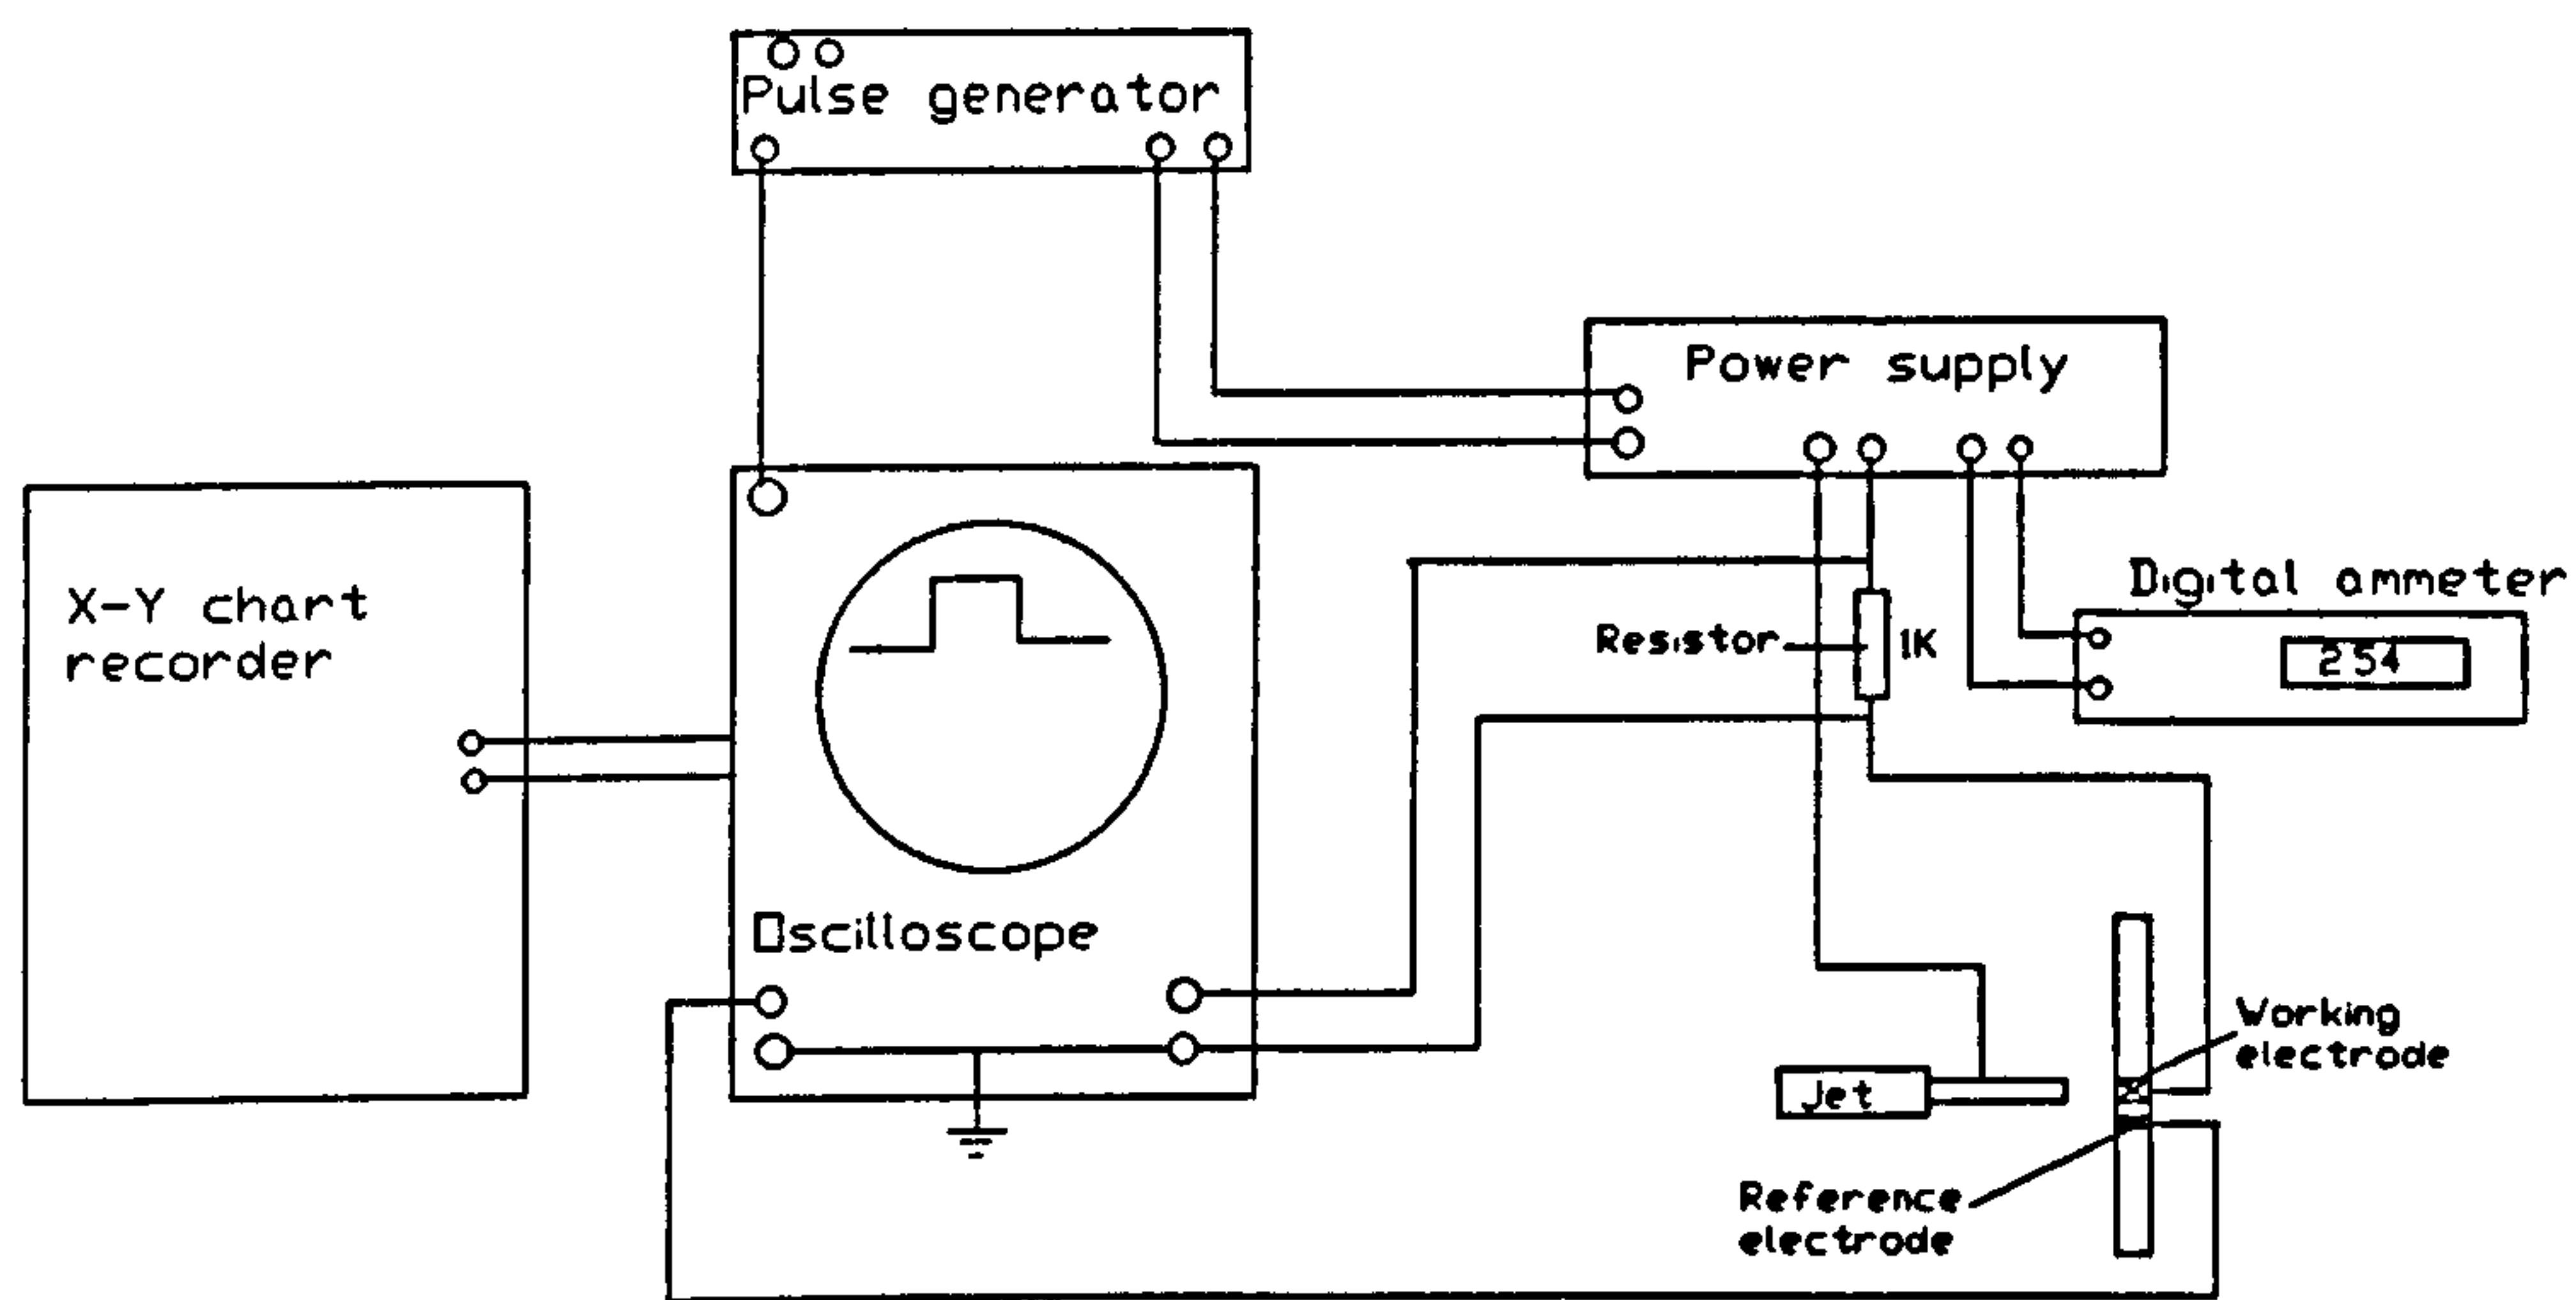 Pulse generator
Power supply
X-Y chart
recorder
Digital ammeter
Resistor
1K
254
Oscilloscope
Working
electrode
Jet
Reference
electrode